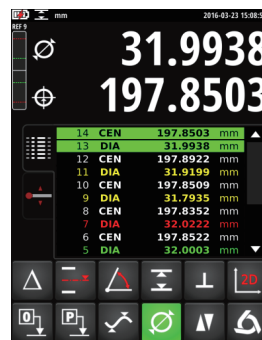 mm 2016-03-23 15:08:5
REF 9
31.9938
197.8503
14 CEN 197.8503 mm
13 DIA 31.9938 mm
12 CEN 197.8922 mm
11 DIA 31.9199 mm
10 CEN 197.8509 mm
9 DIA 31.7935 mm
8 CEN 197.8352 mm
7 DIA 32.0222 mm
6 CEN 197.8522 mm
5 DIA 32.0003 mm
2D
0
P